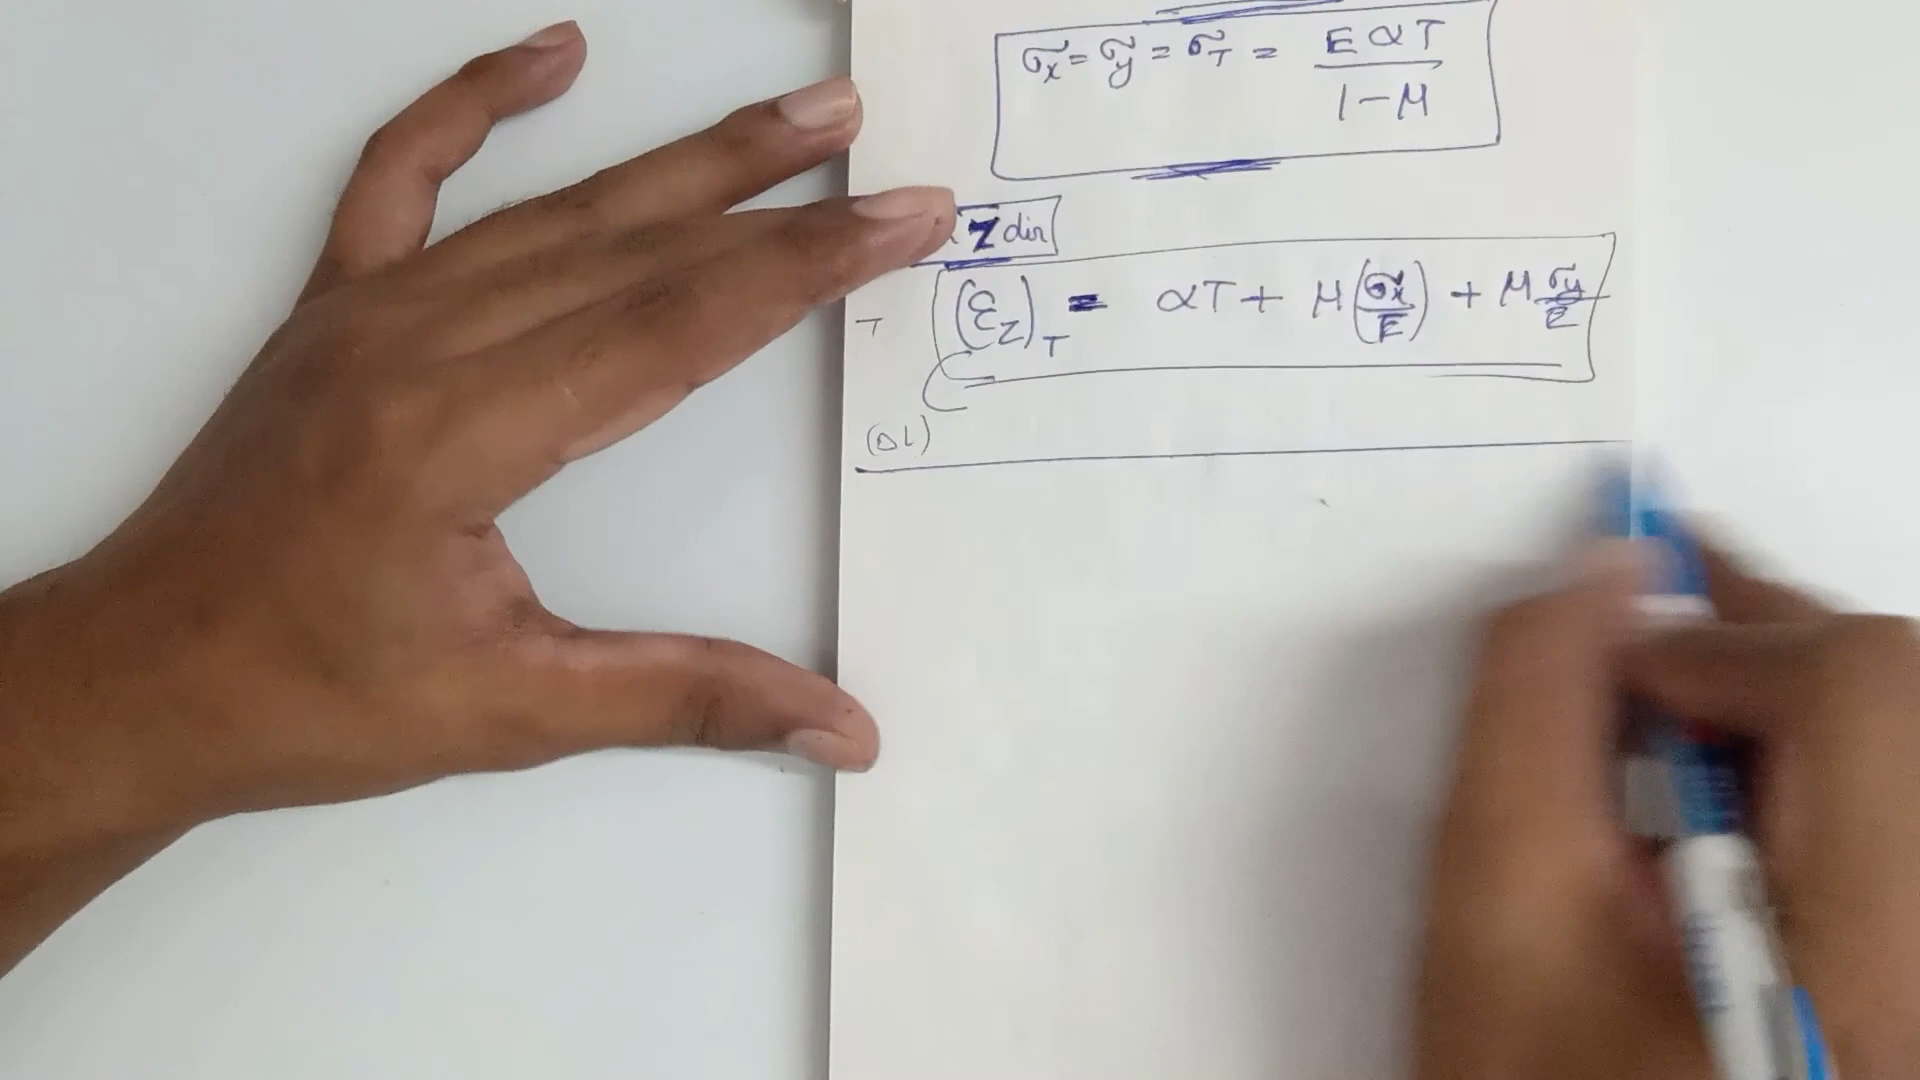 σx = σy = σT = EαT / 1-μ
Z dir
(εz)T = αT + μ(σx/E) + μ σy/E
(ΔL)